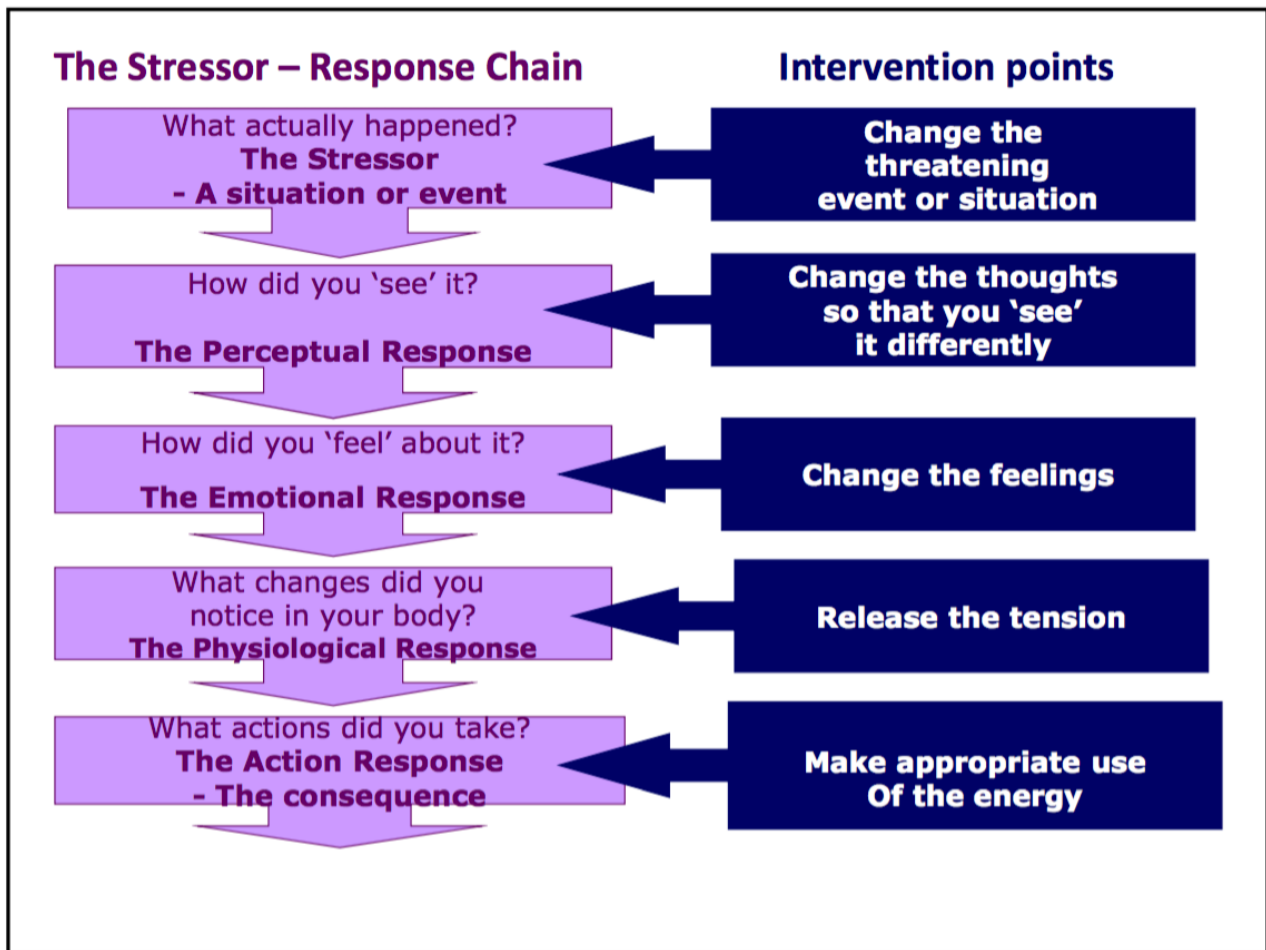 The Stressor – Response Chain
Intervention points
What actually happened?
The Stressor
- A situation or event
Change the
threatening
event or situation
How did you ‘see’ it?
The Perceptual Response
Change the thoughts
so that you ‘see’
it differently
How did you ‘feel’ about it?
The Emotional Response
Change the feelings
What changes did you
notice in your body?
The Physiological Response
Release the tension
What actions did you take?
The Action Response
- The consequence
Make appropriate use
Of the energy